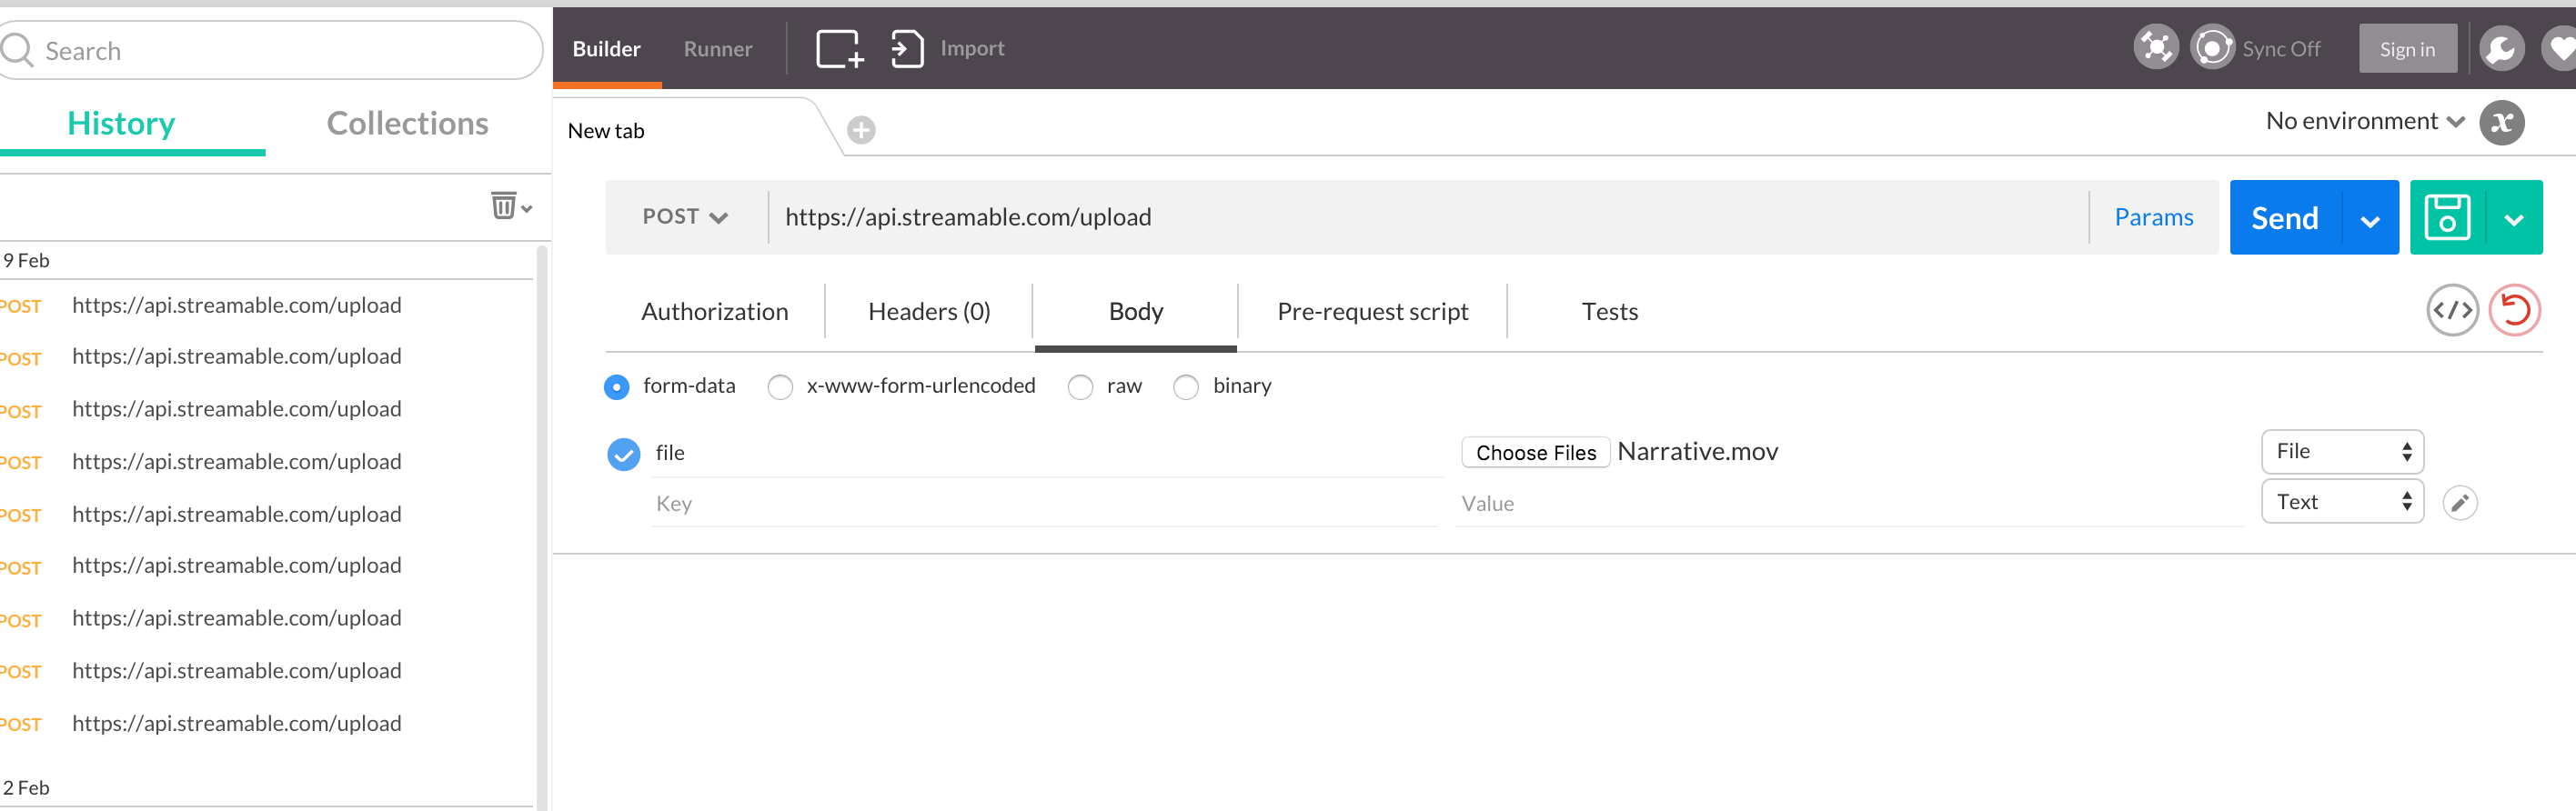 Search
History
Collections
9 Feb
POST https://api.streamable.com/upload
POST https://api.streamable.com/upload
POST https://api.streamable.com/upload
POST https://api.streamable.com/upload
POST https://api.streamable.com/upload
POST https://api.streamable.com/upload
POST https://api.streamable.com/upload
POST https://api.streamable.com/upload
POST https://api.streamable.com/upload
2 Feb
Builder Runner Import Sync Off Sign in
New tab
No environment
POST https://api.streamable.com/upload Params Send
Authorization Headers (0) Body Pre-request script Tests
form-data x-www-form-urlencoded raw binary
file Choose Files Narrative.mov File
Key Value Text